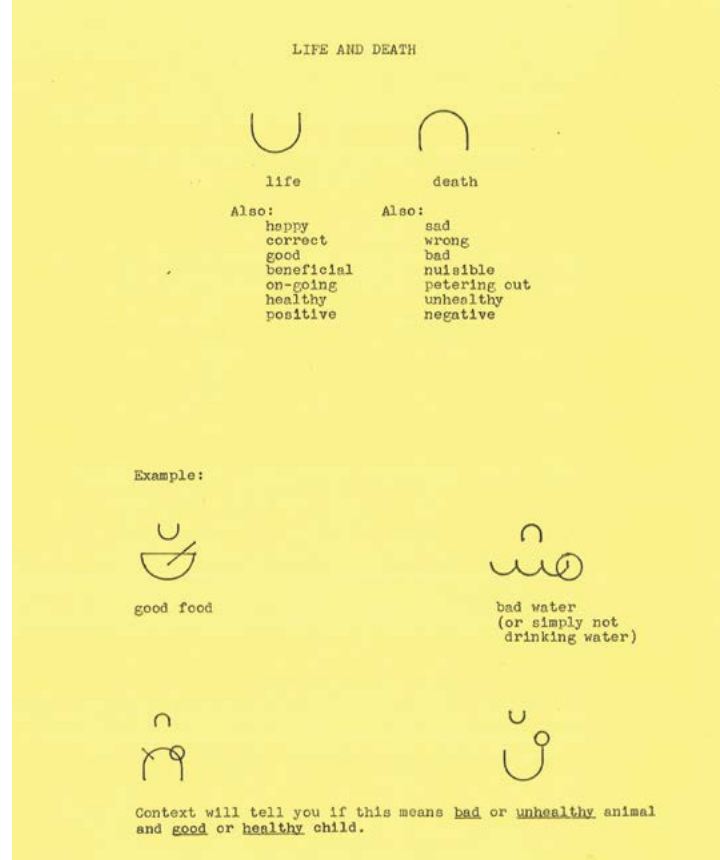 LIFE AND DEATH
life death
Also: Also:
happy sad
correct wrong
good bad
beneficial nuisible
on-going petering out
healthy unhealthy
positive negative
Example:
good food bad water
(or simply not
drinking water)
Context will tell you if this means bad or unhealthy animal
and good or healthy child.